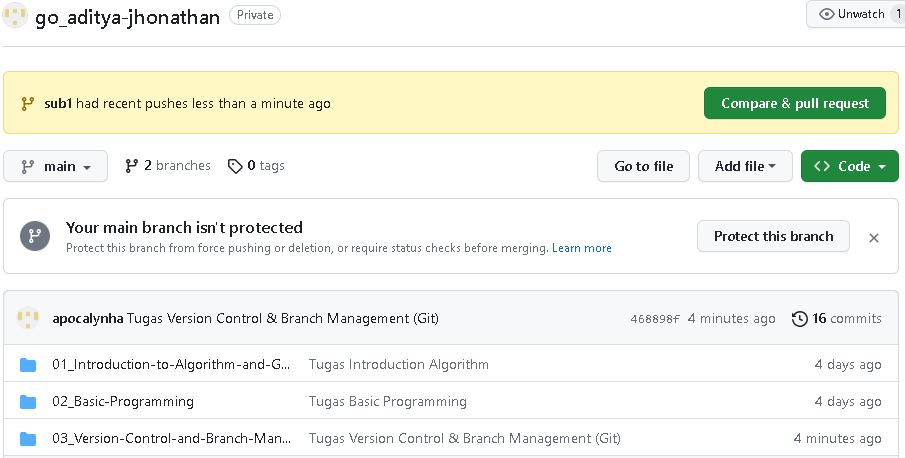 go_aditya-jhonathan Private Unwatch 1
sub1 had recent pushes less than a minute ago Compare & pull request
main 2 branches 0 tags Go to file Add file Code
Your main branch isn't protected
Protect this branch from force pushing or deletion, or require status checks before merging. Learn more Protect this branch
apocalynha Tugas Version Control & Branch Management (Git) 468898f 4 minutes ago 16 commits
01_Introduction-to-Algorithm-and-G... Tugas Introduction Algorithm 4 days ago
02_Basic-Programming Tugas Basic Programming 4 days ago
03_Version-Control-and-Branch-Man... Tugas Version Control & Branch Management (Git) 4 minutes ago